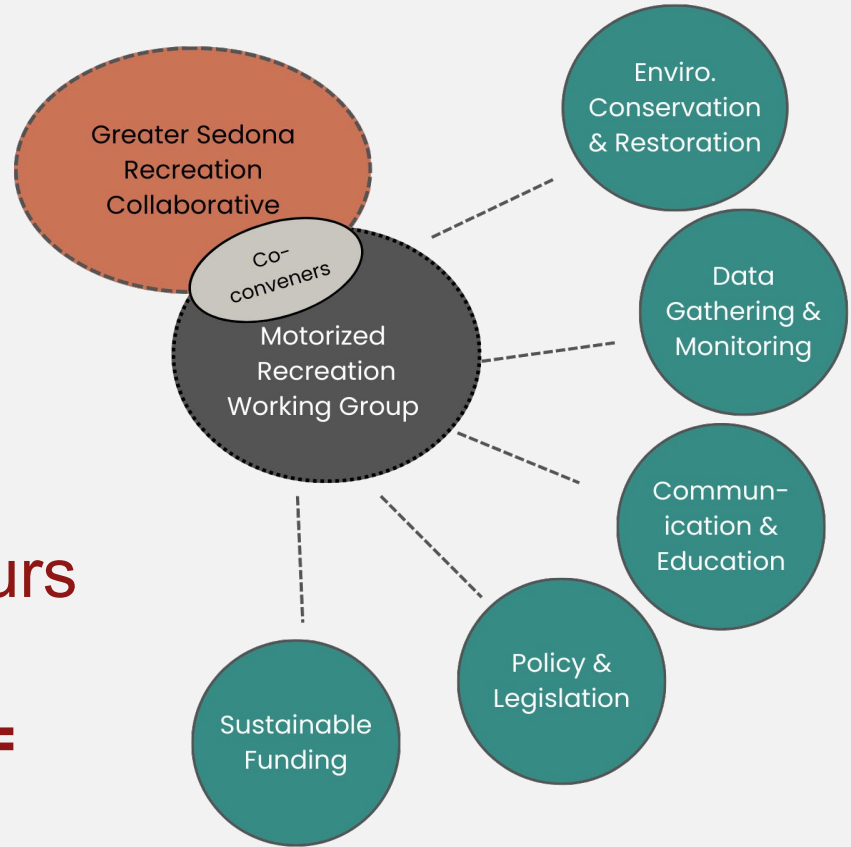 Greater Sedona
Recreation
Collaborative
Co-
conveners
Motorized
Recreation
Working Group
Enviro.
Conservation
& Restoration
Data
Gathering &
Monitoring
Commun-
ication &
Education
Policy &
Legislation
Sustainable
Funding
urs
=